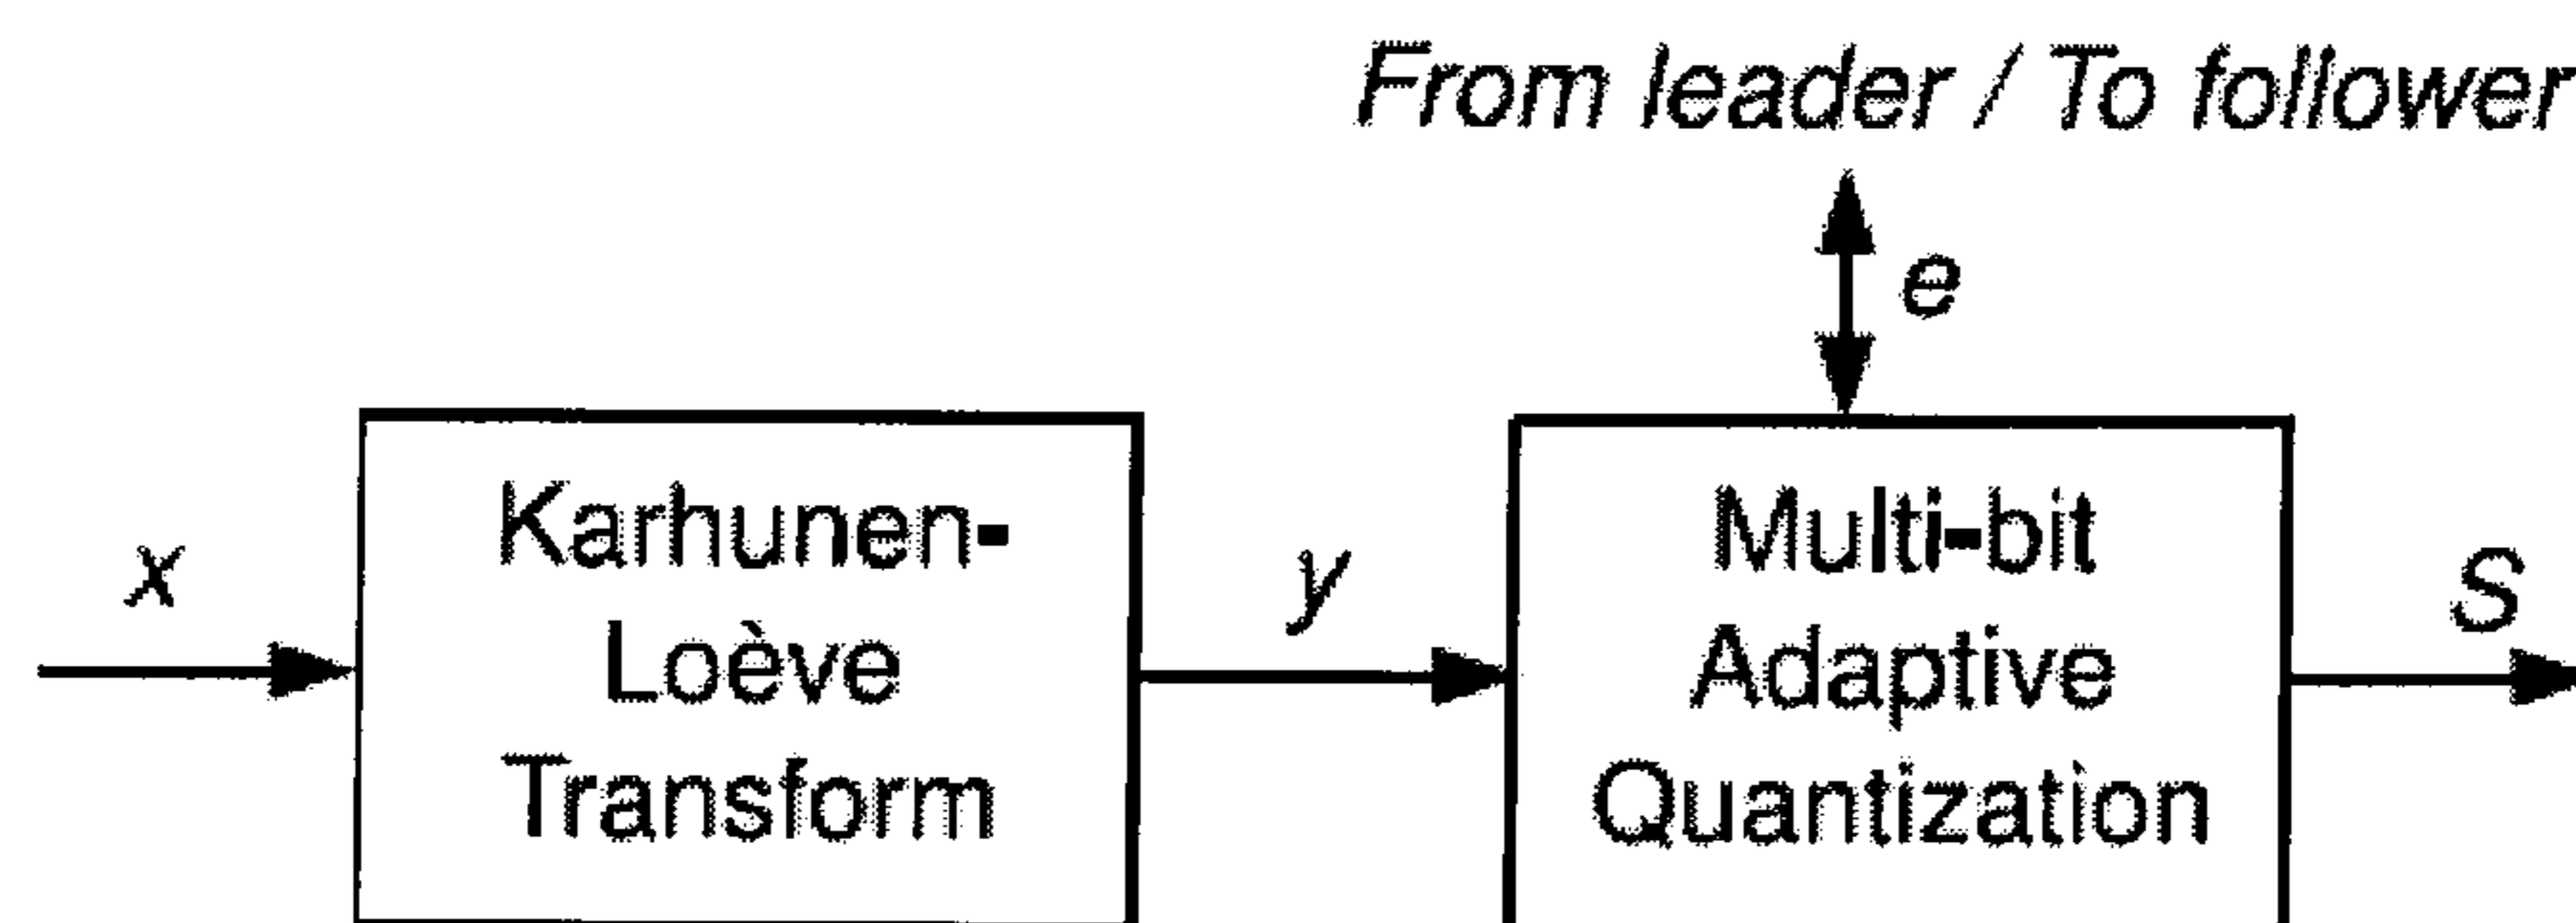 From leader / To follower
e
x
Karhunen-
Loève
Transform
y
Multi-bit
Adaptive
Quantization
S